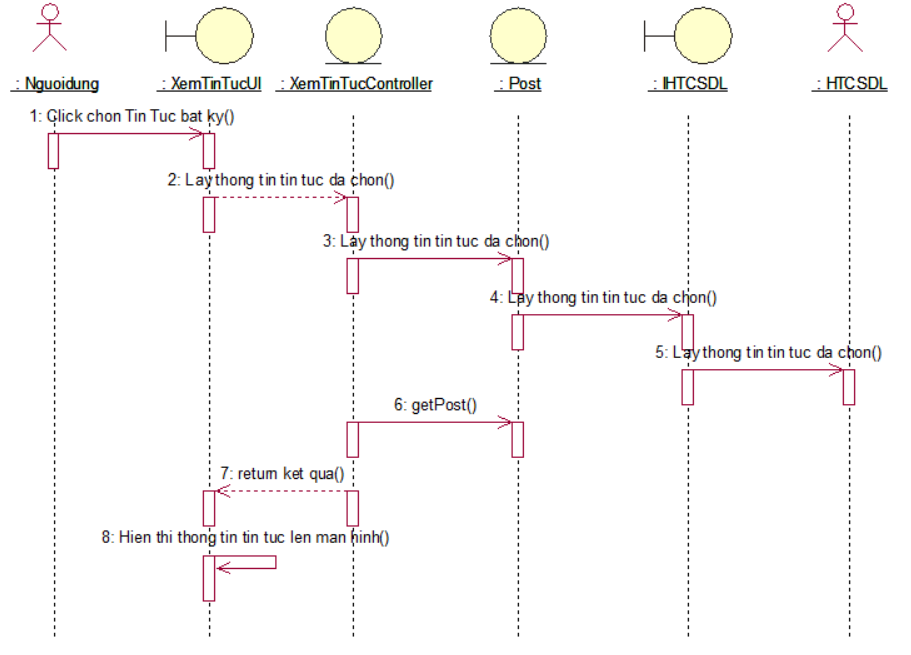 : Nguoidung
: XemTinTucUI
: XemTinTucController
: Post
: IHTCSDL
: HTCSDL
1: Click chon Tin Tuc bat ky()
2: Lay thong tin tin tuc da chon()
3: Lay thong tin tin tuc da chon()
4: Lay thong tin tin tuc da chon()
5: Lay thong tin tin tuc da chon()
6: getPost()
7: return ket qua()
8: Hien thi thong tin tin tuc len man hinh()